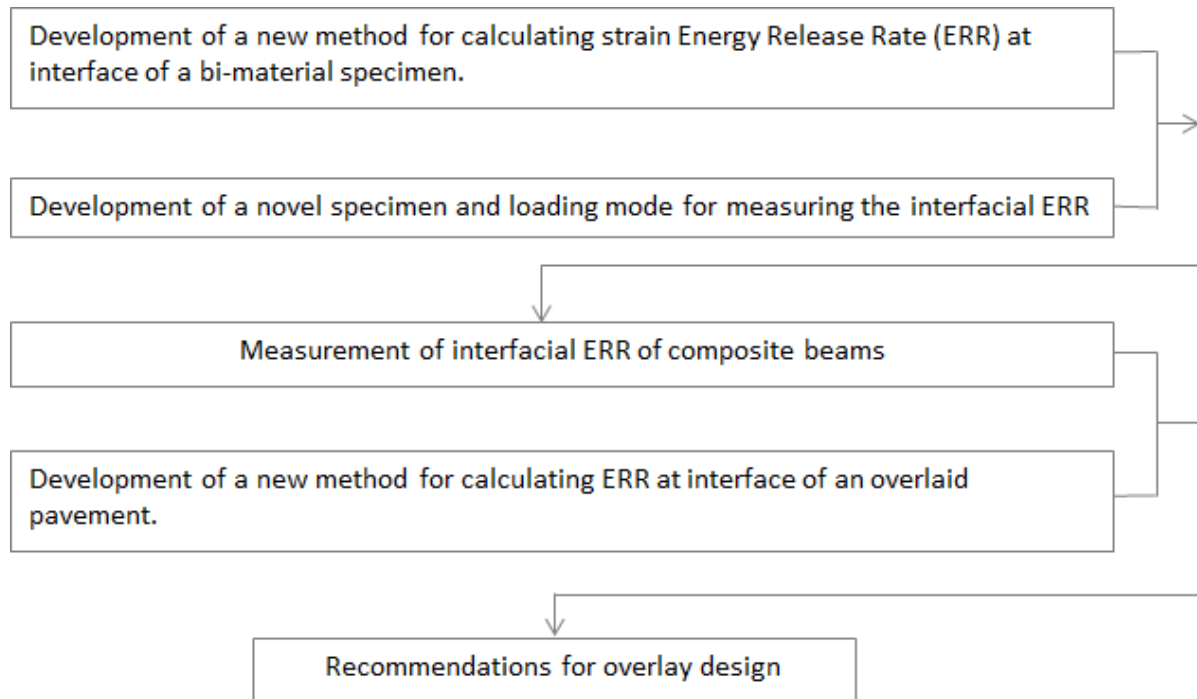 Development of a new method for calculating strain Energy Release Rate (ERR) at
interface of a bi-material specimen.
Development of a novel specimen and loading mode for measuring the interfacial ERR
Measurement of interfacial ERR of composite beams
Development of a new method for calculating ERR at interface of an overlaid
pavement.
Recommendations for overlay design